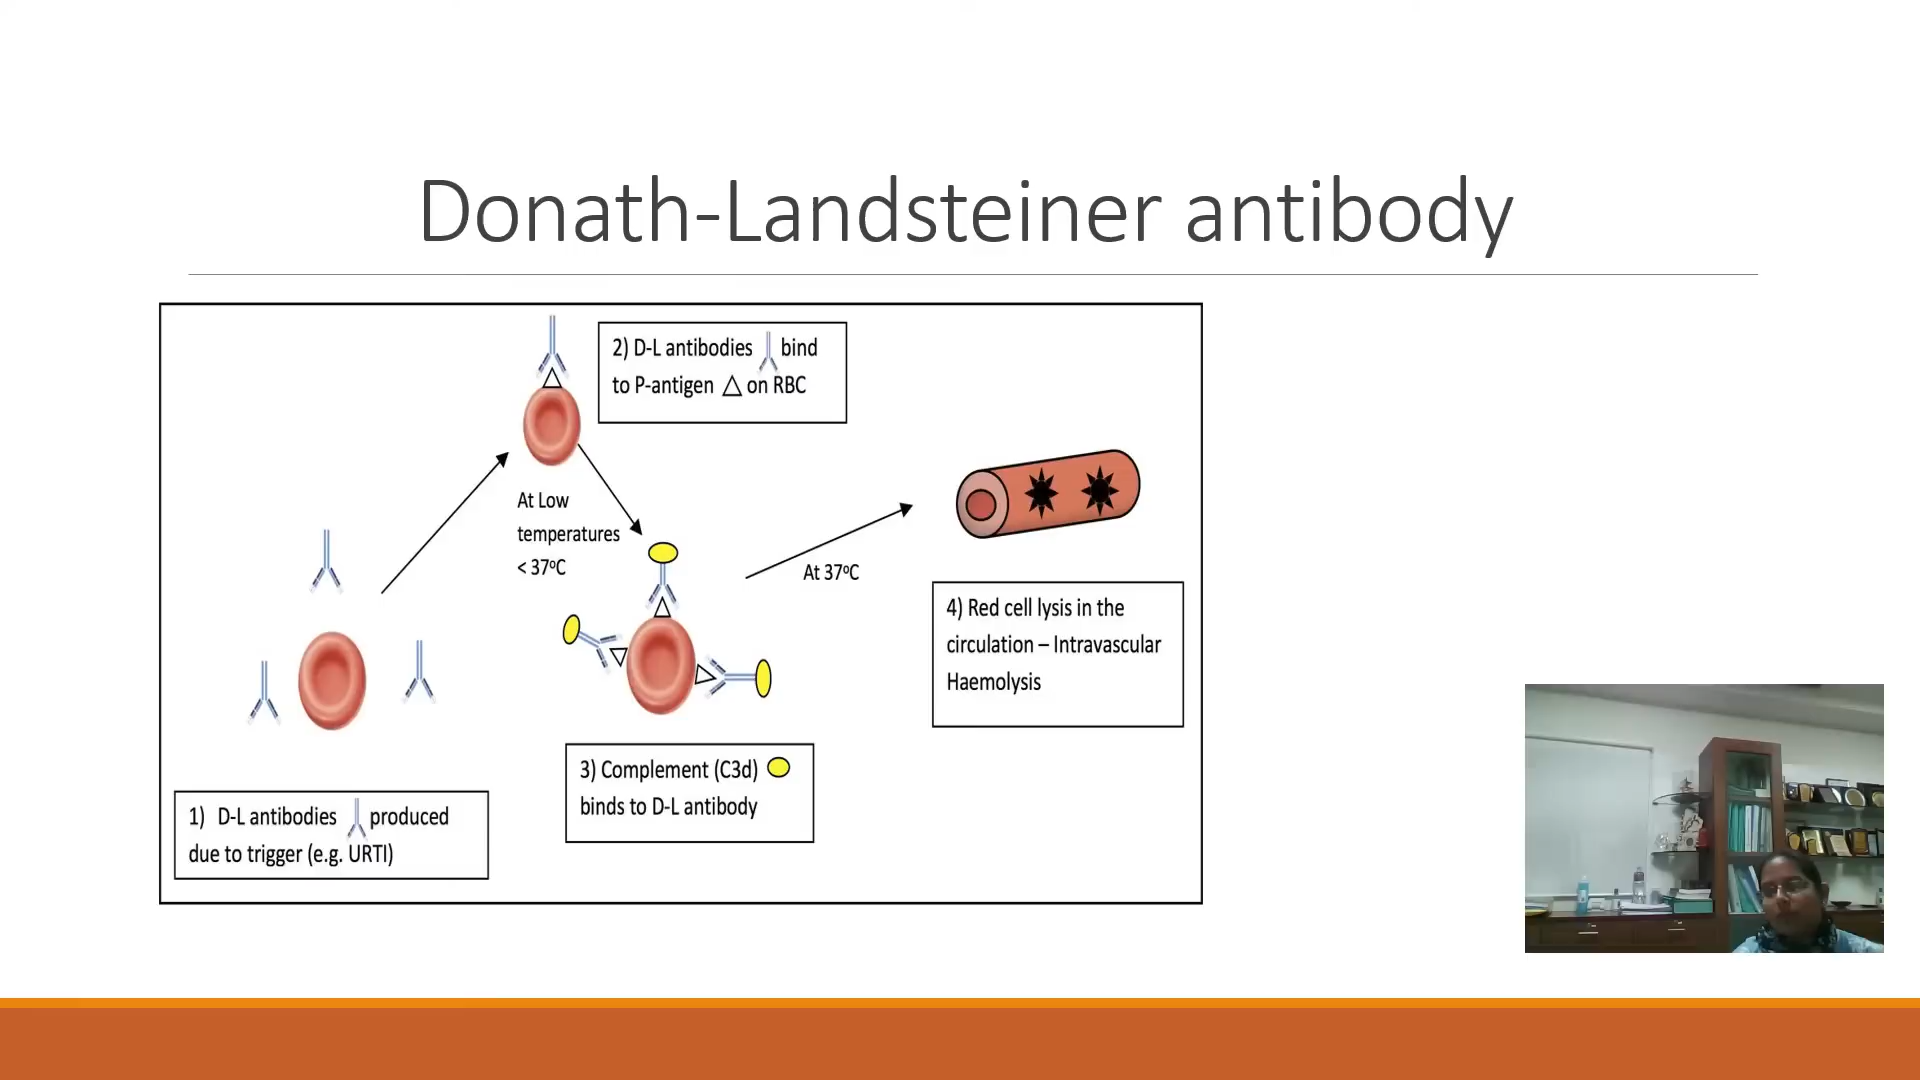 Donath-Landsteiner antibody
2) D-L antibodies bind
to P-antigen on RBC
At Low
temperatures
< 37ºC
At 37ºC
4) Red cell lysis in the
circulation – Intravascular
Haemolysis
3) Complement (C3d)
binds to D-L antibody
1) D-L antibodies produced
due to trigger (e.g. URTI)